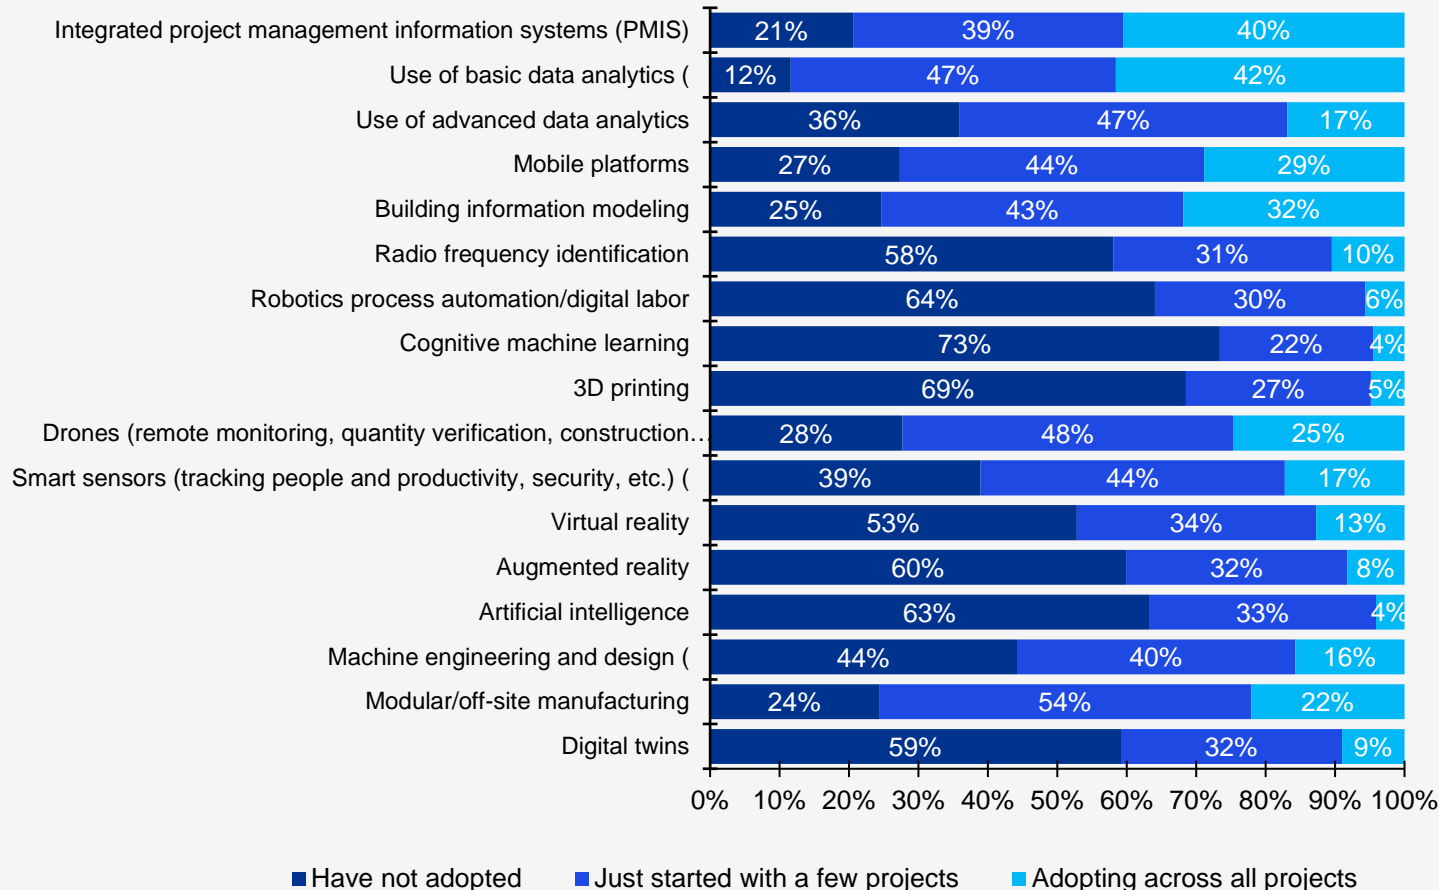 Integrated project management information systems (PMIS) 21% 39% 40%
Use of basic data analytics ( 12% 47% 42%
Use of advanced data analytics 36% 47% 17%
Mobile platforms 27% 44% 29%
Building information modeling 25% 43% 32%
Radio frequency identification 58% 31% 10%
Robotics process automation/digital labor 64% 30% 6%
Cognitive machine learning 73% 22% 4%
3D printing 69% 27% 5%
Drones (remote monitoring, quantity verification, construction… 28% 48% 25%
Smart sensors (tracking people and productivity, security, etc.) ( 39% 44% 17%
Virtual reality 53% 34% 13%
Augmented reality 60% 32% 8%
Artificial intelligence 63% 33% 4%
Machine engineering and design ( 44% 40% 16%
Modular/off-site manufacturing 24% 54% 22%
Digital twins 59% 32% 9%
0% 10% 20% 30% 40% 50% 60% 70% 80% 90% 100%
Have not adopted Just started with a few projects Adopting across all projects